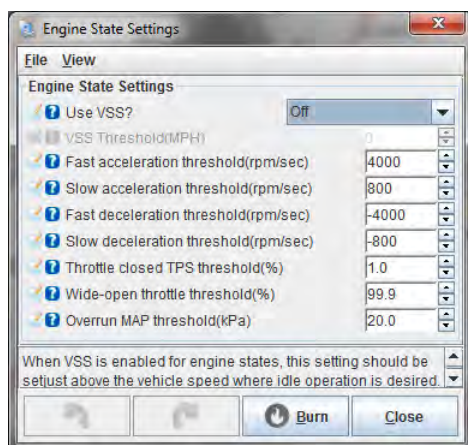 Engine State Settings
File View
Engine State Settings
Use VSS? Off
VSS Threshold(MPH) 0
Fast acceleration threshold(rpm/sec) 4000
Slow acceleration threshold(rpm/sec) 800
Fast deceleration threshold(rpm/sec) -4000
Slow deceleration threshold(rpm/sec) -800
Throttle closed TPS threshold(%) 1.0
Wide-open throttle threshold(%) 99.9
Overrun MAP threshold(kPa) 20.0
When VSS is enabled for engine states, this setting should be
setjust above the vehicle speed where idle operation is desired.
Burn Close